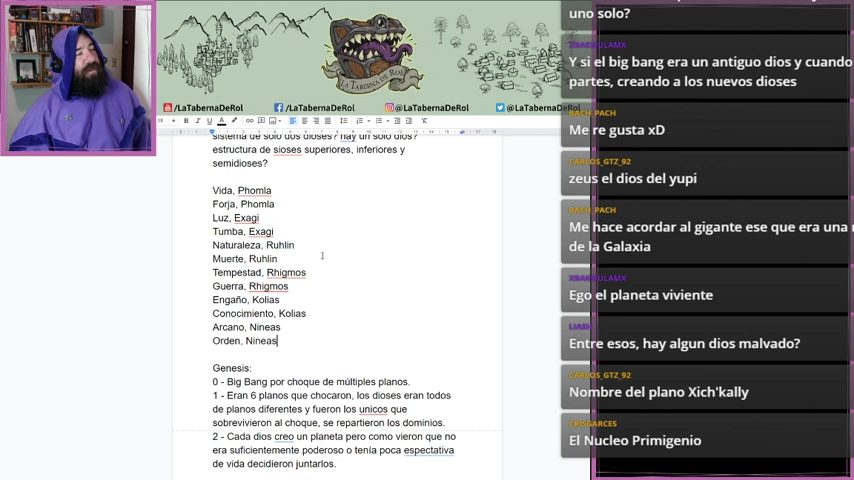 LA TABERNA DE ROL
/LaTabernaDeRol
/LaTabernaDeRol
@LaTabernaDeRol
/LaTabernaDeRol
sistema de solo dos dioses? hay un solo dios?
estructura de sioses superiores, inferiores y
semidioses?
Vida, Phomla
Forja, Phomla
Luz, Exagi
Tumba, Exagi
Naturaleza, Ruhlin
Muerte, Ruhlin
Tempestad, Rhigmos
Guerra, Rhigmos
Engaño, Kolias
Conocimiento, Kolias
Arcano, Nineas
Orden, Nineas
Genesis:
0 - Big Bang por choque de múltiples planos.
1 - Eran 6 planos que chocaron, los dioses eran todos
de planos diferentes y fueron los unicos que
sobrevivieron al choque, se repartieron los dominios.
2 - Cada dios creo un planeta pero como vieron que no
era suficientemente poderoso o tenía poca espectativa
de vida decidieron juntarlos.
uno solo?
Y si el big bang era un antiguo dios y cuando
partes, creando a los nuevos dioses
BACH_PACH
Me re gusta xD
CARLOS_GTZ_92
zeus el dios del yupi
BACH_PACH
Me hace acordar al gigante ese que era una
de la Galaxia
Ego el planeta viviente
Entre esos, hay algun dios malvado?
CARLOS_GTZ_92
Nombre del plano Xich'kally
CRISGARCES
El Nucleo Primigenio